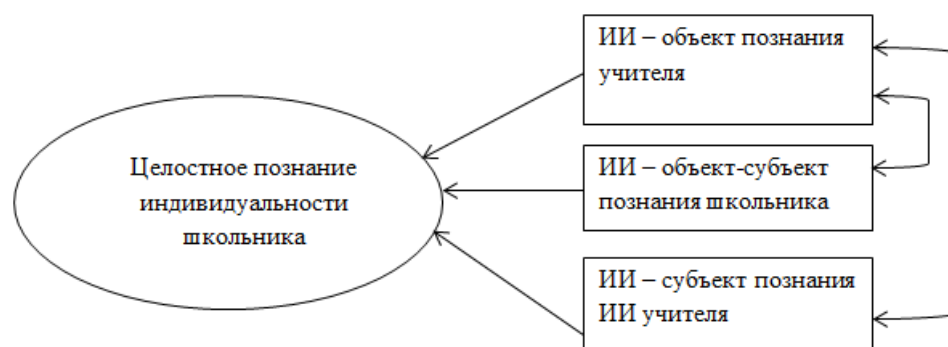 Целостное познание
индивидуальности
школьника
ИИ – объект познания
учителя
ИИ – объект-субъект
познания школьника
ИИ – субъект познания
ИИ учителя